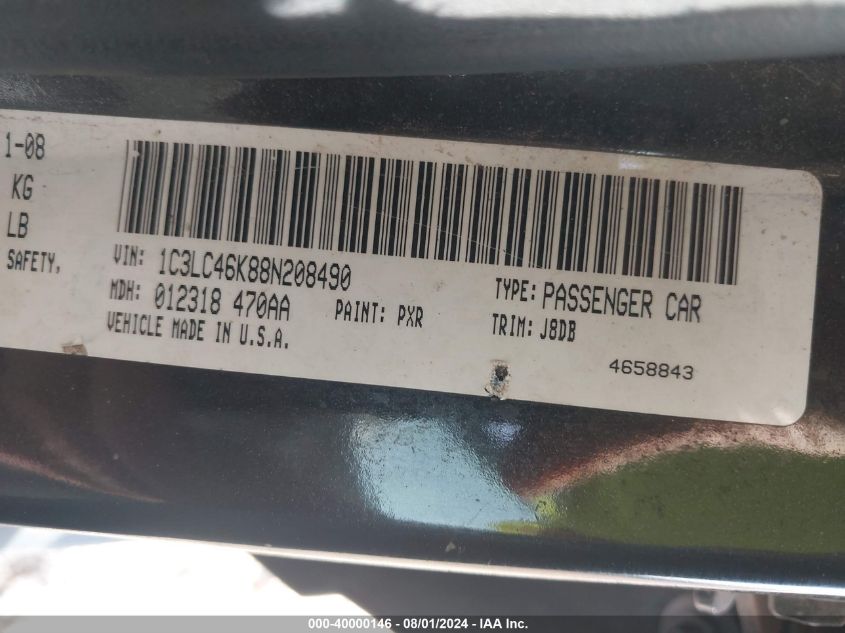 1-08
KG
LB
SAFETY,
VIN: 1C3LC46K88N208490
TYPE: PASSENGER CAR
MDH: 012318 470AA
PAINT: PXR
TRIM: J8DB
VEHICLE MADE IN U.S.A.
4658843
000-40000146 - 08/01/2024 - IAA Inc.